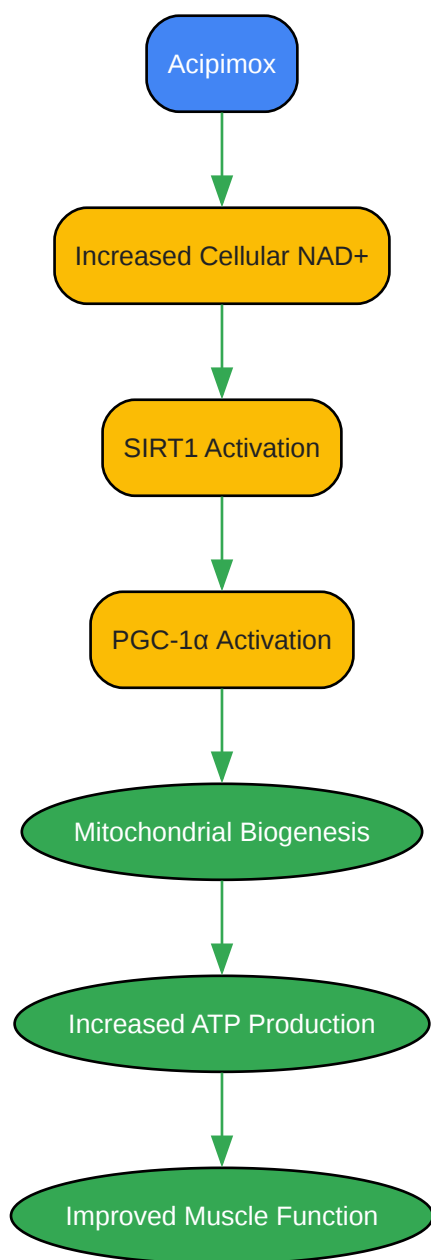 Acipimox
Increased Cellular NAD+
SIRT1 Activation
PGC-1α Activation
Mitochondrial Biogenesis
Increased ATP Production
Improved Muscle Function